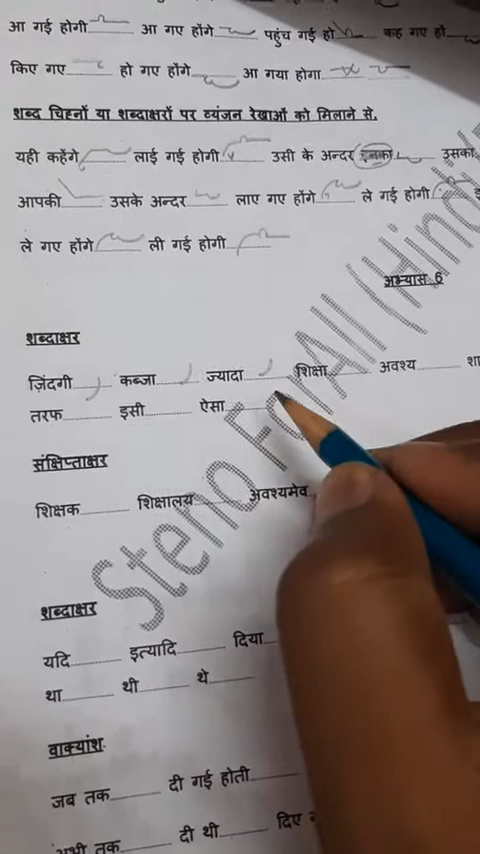 आ गई होगी आ गए होंगे पहुंच गई हो कह गए हों
किए गए हो गए होंगे आ गया होगा
शब्द चिह्नों या शब्दाक्षरों पर व्यंजन रेखाओं को मिलाने से.
यही कहेंगे लाई गई होगी उसी के अन्दर इनका उसका
आपकी उसके अन्दर लाए गए होंगे ले गई होगी
ले गए होंगे ली गई होगी
अभ्यास 6
शब्दाक्षर
ज़िंदगी कब्जा ज्यादा शिक्षा अवश्य शा
तरफ इसी ऐसा
संक्षिप्ताक्षर
शिक्षक शिक्षालय अवश्यमेव
शब्दाक्षर
यदि इत्यादि दिया
था थी थे
वाक्यांश
जब तक दी गई होती
अभी तक दी थी दिए
Steno For All (Hindi